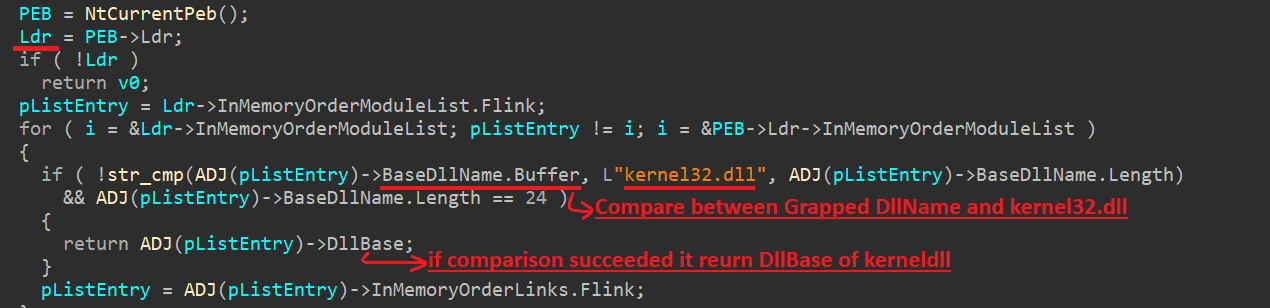 PEB = NtCurrentPeb();
Ldr = PEB->Ldr;
if ( !Ldr )
return v0;
pListEntry = Ldr->InMemoryOrderModuleList.Flink;
for ( i = &Ldr->InMemoryOrderModuleList; pListEntry != i; i = &PEB->Ldr->InMemoryOrderModuleList )
{
if ( !str_cmp(ADJ(pListEntry)->BaseDllName.Buffer, L"kernel32.dll", ADJ(pListEntry)->BaseDllName.Length)
&& ADJ(pListEntry)->BaseDllName.Length == 24 )
Compare between Grapped DllName and kernel32.dll
{
return ADJ(pListEntry)->DllBase;
if comparison succeeded it reurn DllBase of kerneldll
}
pListEntry = ADJ(pListEntry)->InMemoryOrderLinks.Flink;